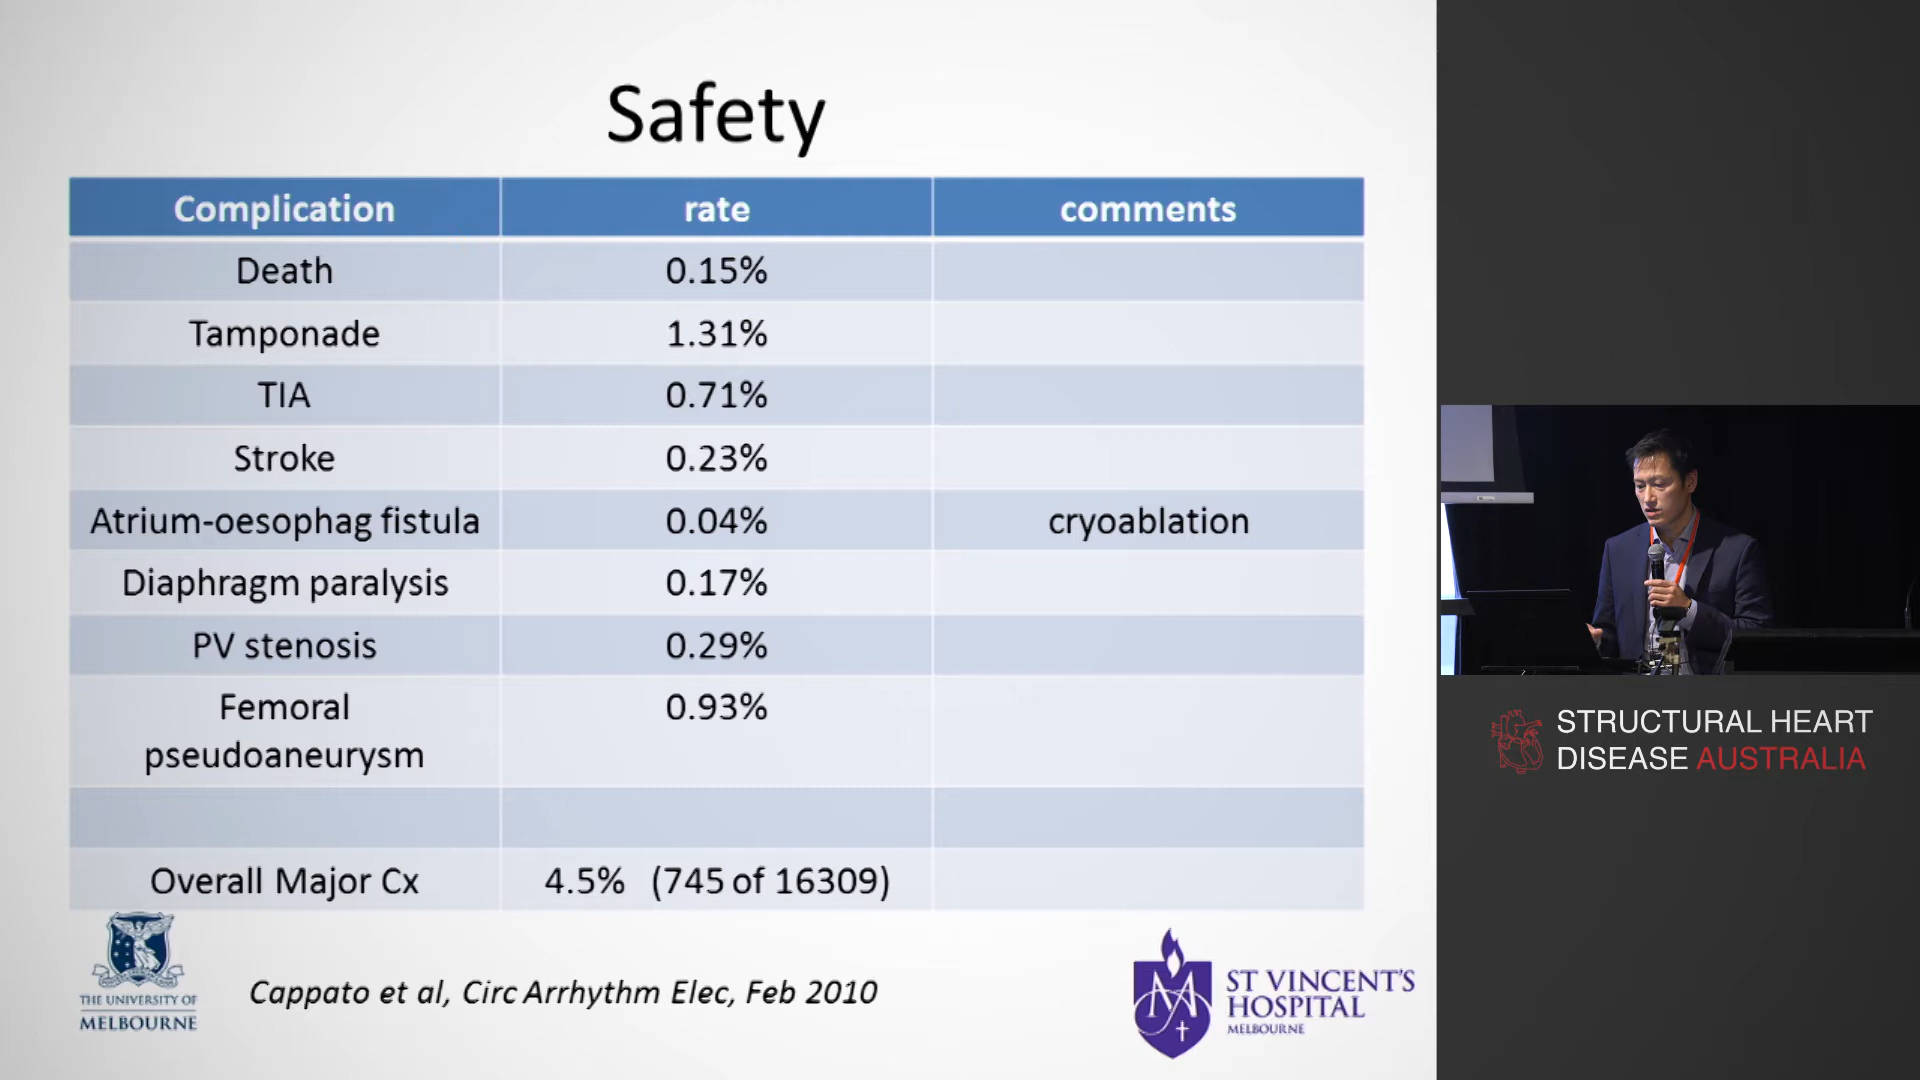 Safety
Complication rate comments
Death 0.15%
Tamponade 1.31%
TIA 0.71%
Stroke 0.23%
Atrium-oesophag fistula 0.04% cryoablation
Diaphragm paralysis 0.17%
PV stenosis 0.29%
Femoral 0.93%
pseudoaneurysm
Overall Major Cx 4.5% (745 of 16309)
Cappato et al, Circ Arrhythm Elec, Feb 2010
THE UNIVERSITY OF
MELBOURNE
ST VINCENT'S
HOSPITAL
MELBOURNE
STRUCTURAL HEART
DISEASE AUSTRALIA